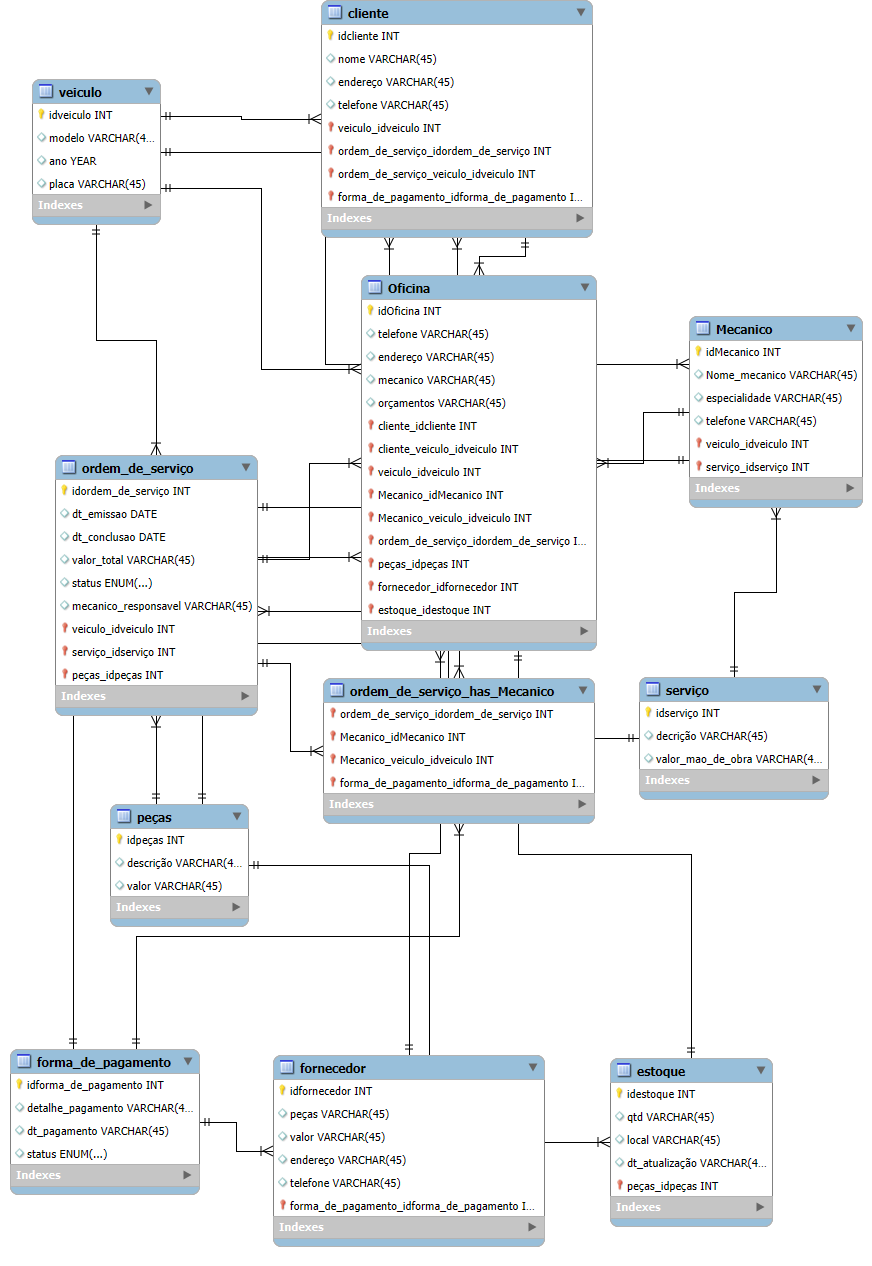 cliente
idcliente INT
nome VARCHAR(45)
endereço VARCHAR(45)
telefone VARCHAR(45)
veiculo_idveiculo INT
ordem_de_serviço_idordem_de_serviço INT
ordem_de_serviço_veiculo_idveiculo INT
forma_de_pagamento_idforma_de_pagamento I...
Indexes
veiculo
idveiculo INT
modelo VARCHAR(4...
ano YEAR
placa VARCHAR(45)
Indexes
Oficina
idOficina INT
telefone VARCHAR(45)
endereço VARCHAR(45)
mecanico VARCHAR(45)
orçamentos VARCHAR(45)
cliente_idcliente INT
cliente_veiculo_idveiculo INT
veiculo_idveiculo INT
Mecanico_idMecanico INT
Mecanico_veiculo_idveiculo INT
ordem_de_serviço_idordem_de_serviço I...
peças_idpeças INT
fornecedor_idfornecedor INT
estoque_idestoque INT
Indexes
Mecanico
idMecanico INT
Nome_mecanico VARCHAR(45)
especialidade VARCHAR(45)
telefone VARCHAR(45)
veiculo_idveiculo INT
serviço_idserviço INT
Indexes
ordem_de_serviço
idordem_de_serviço INT
dt_emissao DATE
dt_conclusao DATE
valor_total VARCHAR(45)
status ENUM(...)
mecanico_responsavel VARCHAR(45)
veiculo_idveiculo INT
serviço_idserviço INT
peças_idpeças INT
Indexes
ordem_de_serviço_has_Mecanico
ordem_de_serviço_idordem_de_serviço INT
Mecanico_idMecanico INT
Mecanico_veiculo_idveiculo INT
forma_de_pagamento_idforma_de_pagamento I...
Indexes
serviço
idserviço INT
decrição VARCHAR(45)
valor_mao_de_obra VARCHAR(4...
Indexes
peças
idpeças INT
descrição VARCHAR(4...
valor VARCHAR(45)
Indexes
forma_de_pagamento
idforma_de_pagamento INT
detalhe_pagamento VARCHAR(4...
dt_pagamento VARCHAR(45)
status ENUM(...)
Indexes
fornecedor
idfornecedor INT
peças VARCHAR(45)
valor VARCHAR(45)
endereço VARCHAR(45)
telefone VARCHAR(45)
forma_de_pagamento_idforma_de_pagamento I...
Indexes
estoque
idestoque INT
qtd VARCHAR(45)
local VARCHAR(45)
dt_atualização VARCHAR(4...
peças_idpeças INT
Indexes